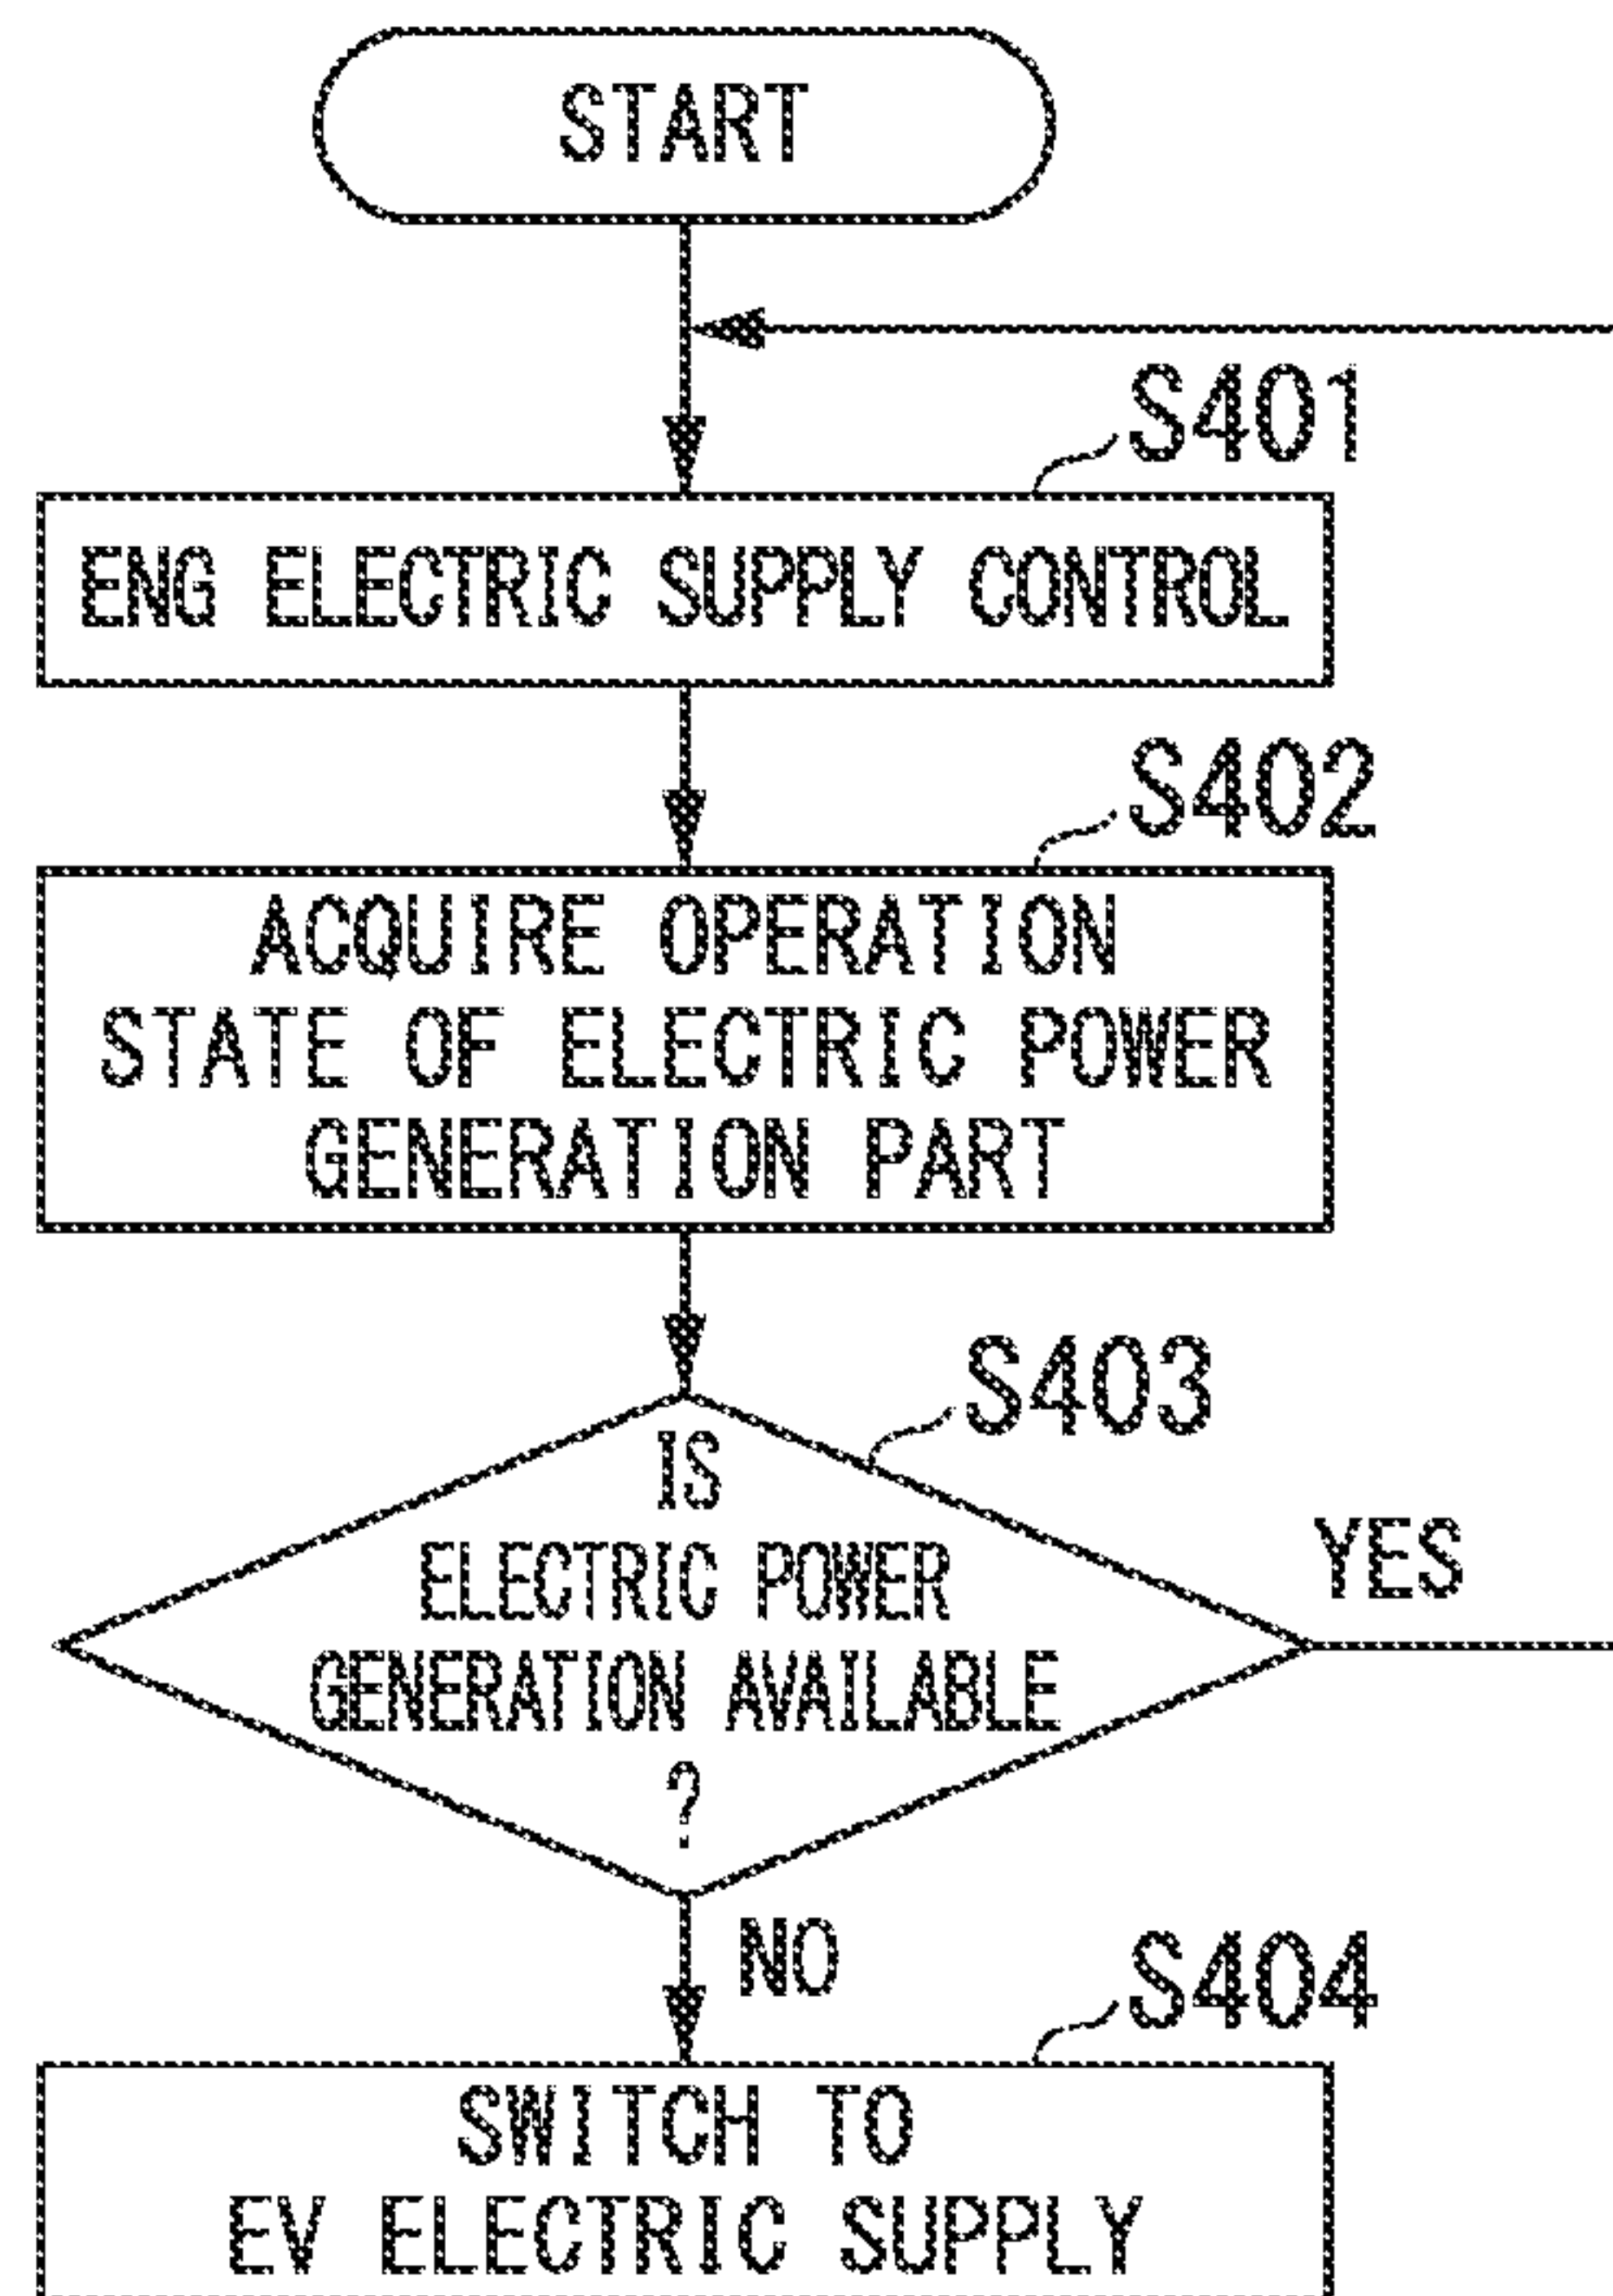 START
S401
ENG ELECTRIC SUPPLY CONTROL
S402
ACQUIRE OPERATION
STATE OF ELECTRIC POWER
GENERATION PART
S403
IS
ELECTRIC POWER
GENERATION AVAILABLE
?
YES
NO
S404
SWITCH TO
EV ELECTRIC SUPPLY